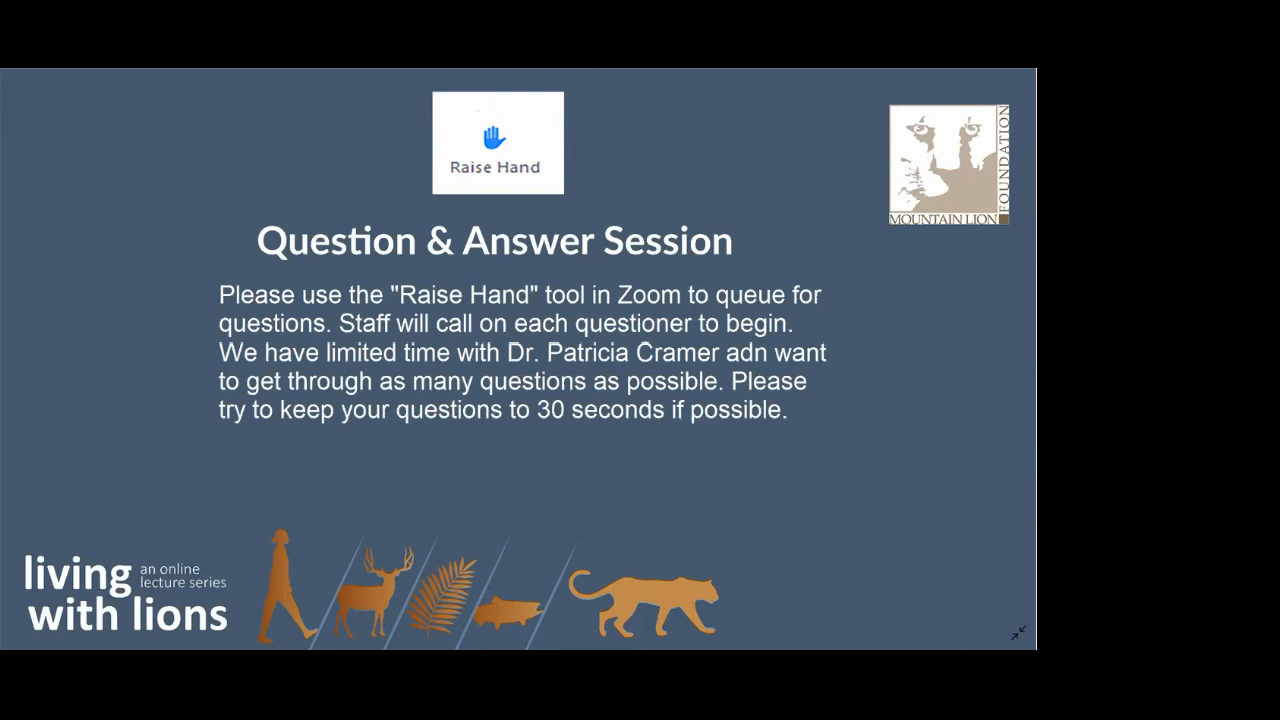 Raise Hand
MOUNTAIN LION
FOUNDATION
Question & Answer Session
Please use the "Raise Hand" tool in Zoom to queue for
questions. Staff will call on each questioner to begin.
We have limited time with Dr. Patricia Cramer adn want
to get through as many questions as possible. Please
try to keep your questions to 30 seconds if possible.
living
an online
lecture series
with lions